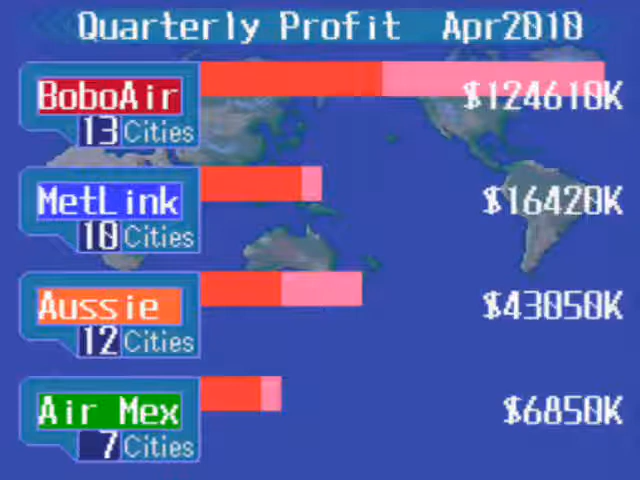 Quarterly Profit Apr2010
BoboAir
$124610K
13 Cities
MetLink
$16420K
10 Cities
Aussie
$43050K
12 Cities
Air Mex
$6850K
7 Cities